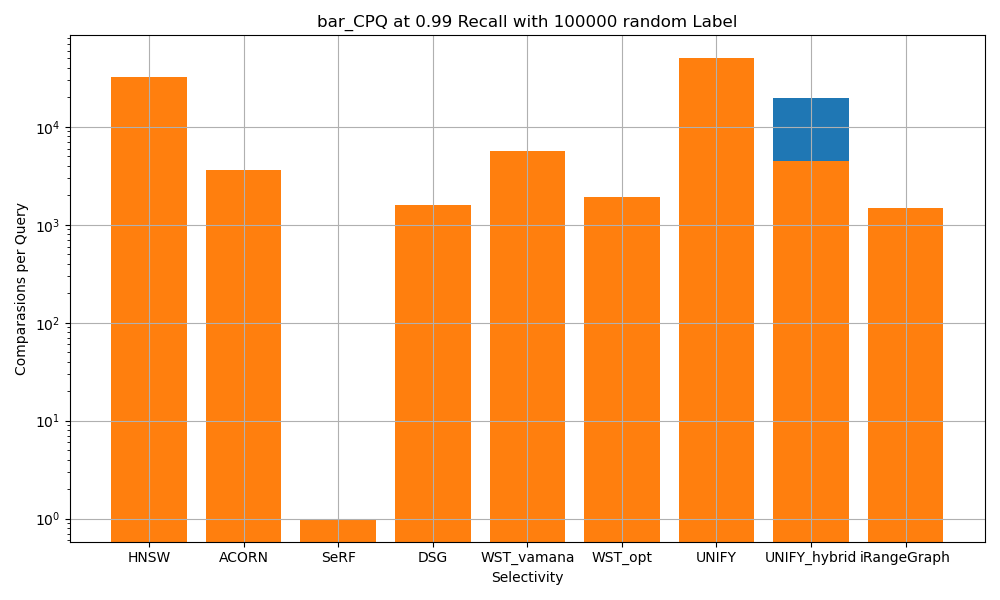 bar_CPQ at 0.99 Recall with 100000 random Label
Comparasions per Query
10^4
10^3
10^2
10^1
10^0
HNSW ACORN SeRF DSG WST_vamana WST_opt UNIFY UNIFY_hybrid iRangeGraph
Selectivity